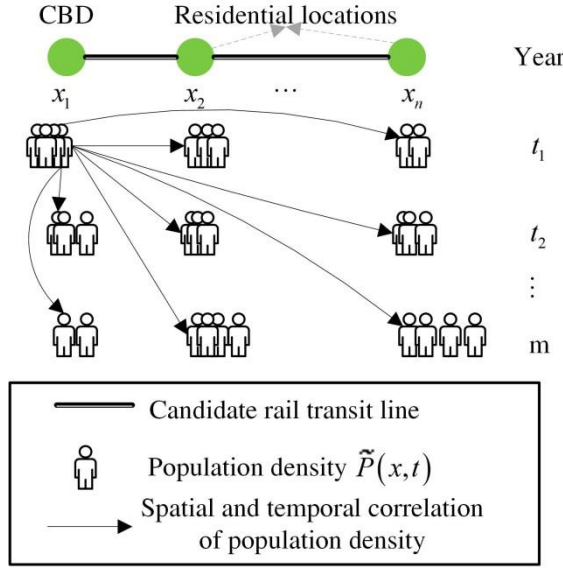 CBD Residential locations
Year
x₁ x₂ ⋯ xₙ
t₁
t₂
⋮
m
Candidate rail transit line
Population density P̃(x,t)
Spatial and temporal correlation
of population density